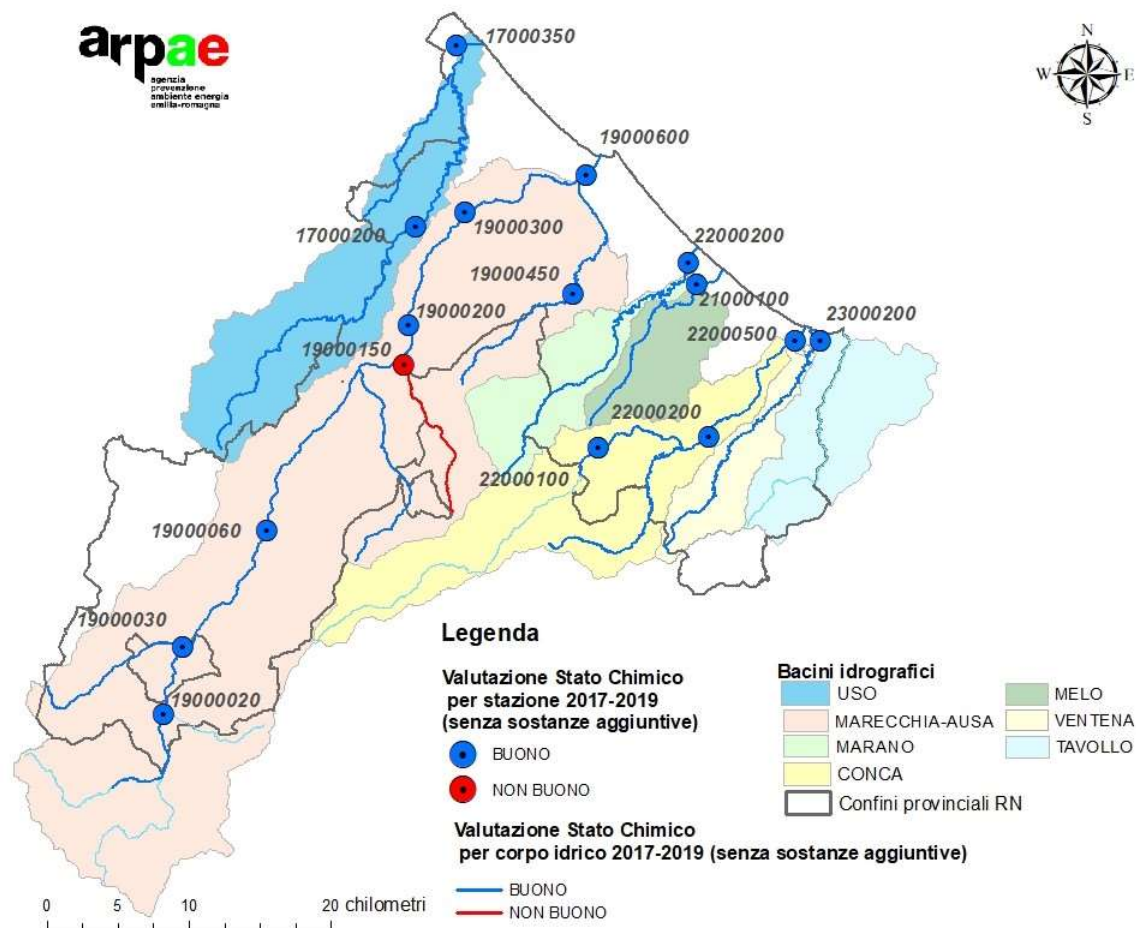 arpae
agenzia
prevenzione
ambiente energia
emilia-romagna
N
W E
S
17000350
19000600
17000200
19000300
22000200
19000450
21000100
19000200
22000500
23000200
19000150
22000200
22000100
19000060
19000030
19000020
Legenda
Valutazione Stato Chimico
per stazione 2017-2019
(senza sostanze aggiuntive)
BUONO
NON BUONO
Valutazione Stato Chimico
per corpo idrico 2017-2019 (senza sostanze aggiuntive)
BUONO
NON BUONO
Bacini idrografici
USO
MARECCHIA-AUSA
MARANO
CONCA
Confini provinciali RN
MELO
VENTENA
TAVOLLO
0 5 10 20 chilometri